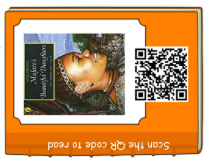 Mufaro's
Beautiful Daughters
Scan the QR code to read